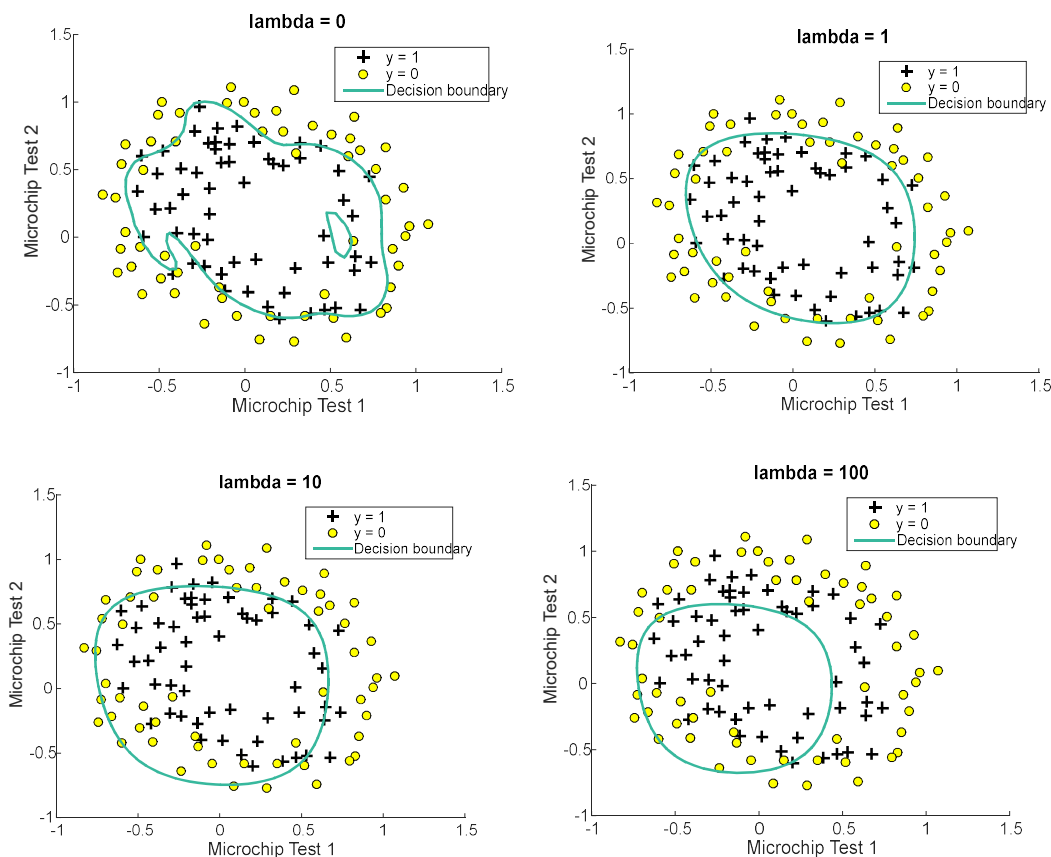 lambda = 0
1.5
1
0.5
0
-0.5
-1
-1
-0.5
0
0.5
1
1.5
Microchip Test 2
Microchip Test 1
y = 1
y = 0
Decision boundary
lambda = 1
1.5
1
0.5
0
-0.5
-1
-1
-0.5
0
0.5
1
1.5
Microchip Test 2
Microchip Test 1
y = 1
y = 0
Decision boundary
lambda = 10
1.5
1
0.5
0
-0.5
-1
-1
-0.5
0
0.5
1
1.5
Microchip Test 2
Microchip Test 1
y = 1
y = 0
Decision boundary
lambda = 100
1.5
1
0.5
0
-0.5
-1
-1
-0.5
0
0.5
1
1.5
Microchip Test 2
Microchip Test 1
y = 1
y = 0
Decision boundary